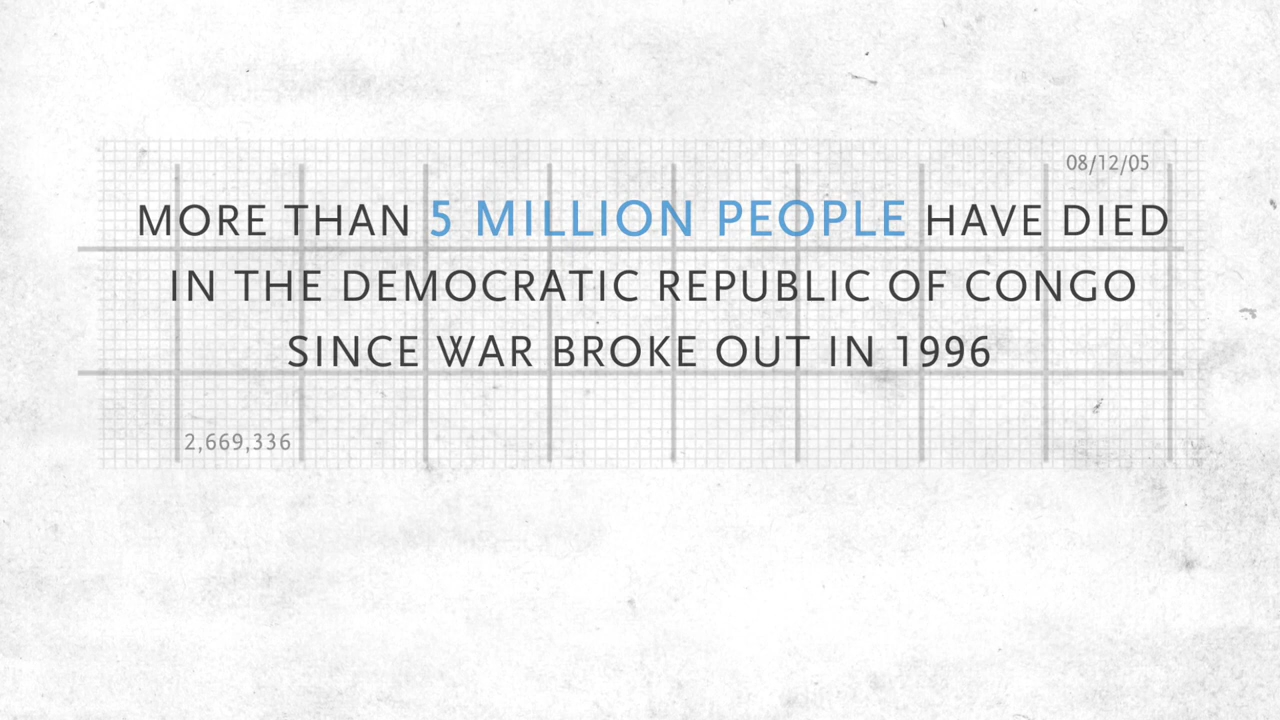 08/12/05
MORE THAN 5 MILLION PEOPLE HAVE DIED
IN THE DEMOCRATIC REPUBLIC OF CONGO
SINCE WAR BROKE OUT IN 1996
2,669,336